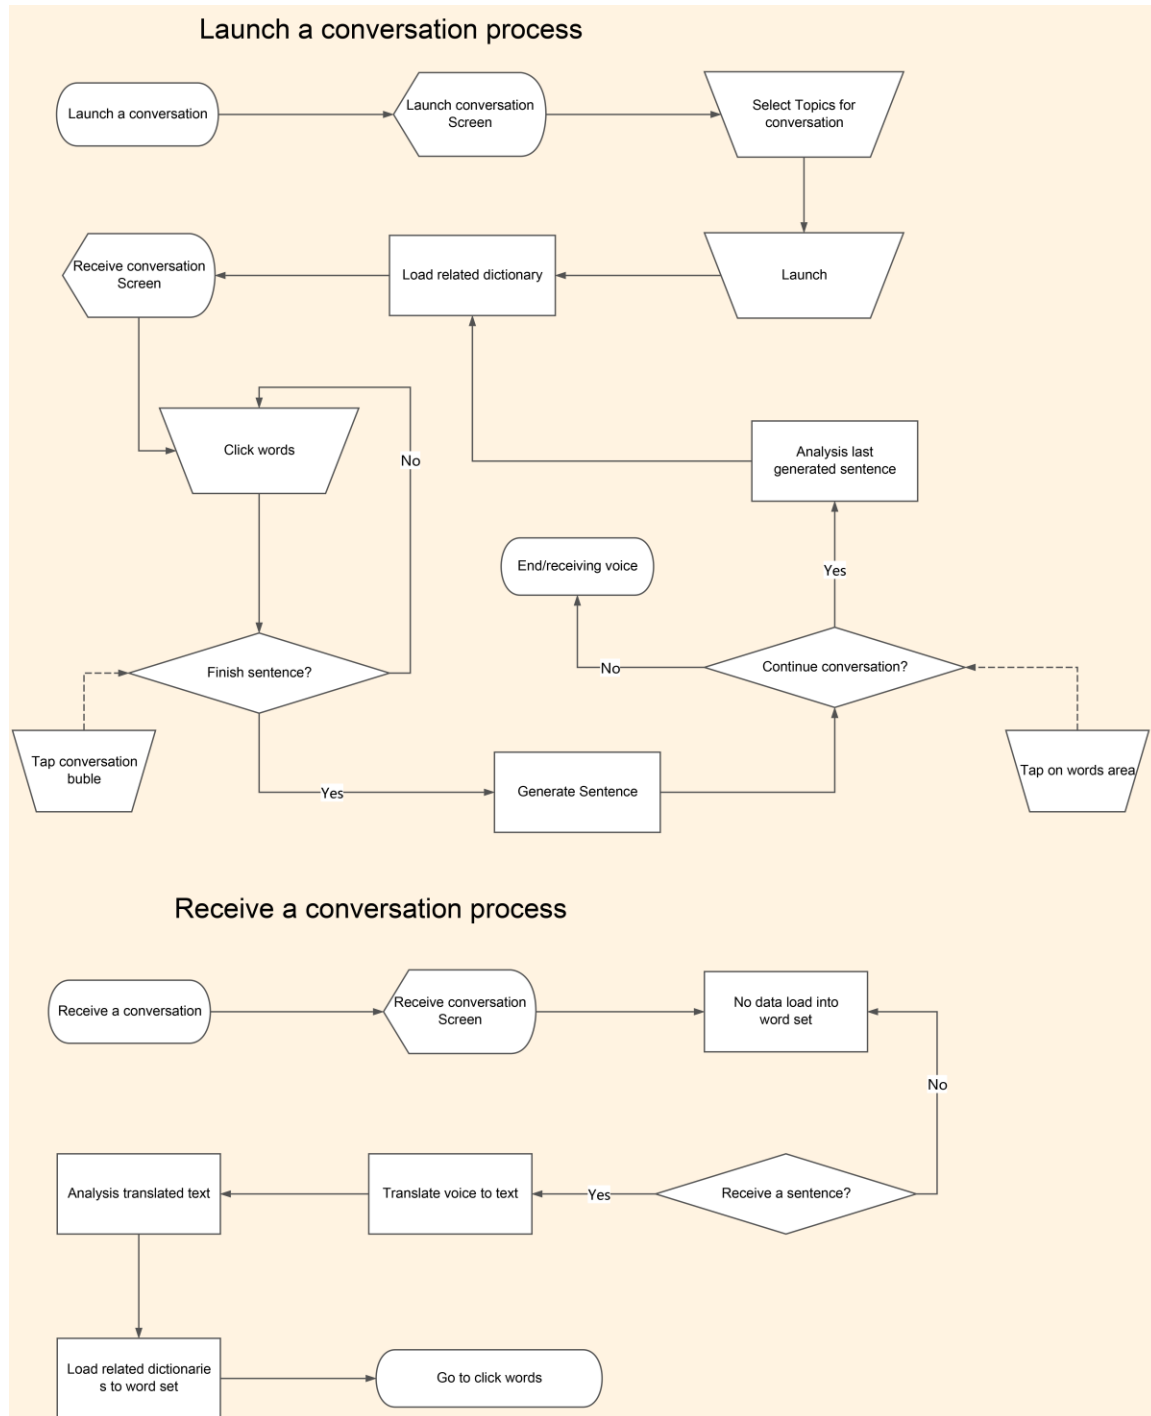 Launch a conversation process
Launch a conversation
Launch conversation
Screen
Select Topics for
conversation
Receive conversation
Screen
Load related dictionary
Launch
Click words
No
Analysis last
generated sentence
End/receiving voice
Yes
Finish sentence?
No
Continue conversation?
Tap conversation
buble
Yes
Generate Sentence
Tap on words area
Receive a conversation process
Receive a conversation
Receive conversation
Screen
No data load into
word set
No
Analysis translated text
Translate voice to text
Yes
Receive a sentence?
Load related dictionarie
s to word set
Go to click words